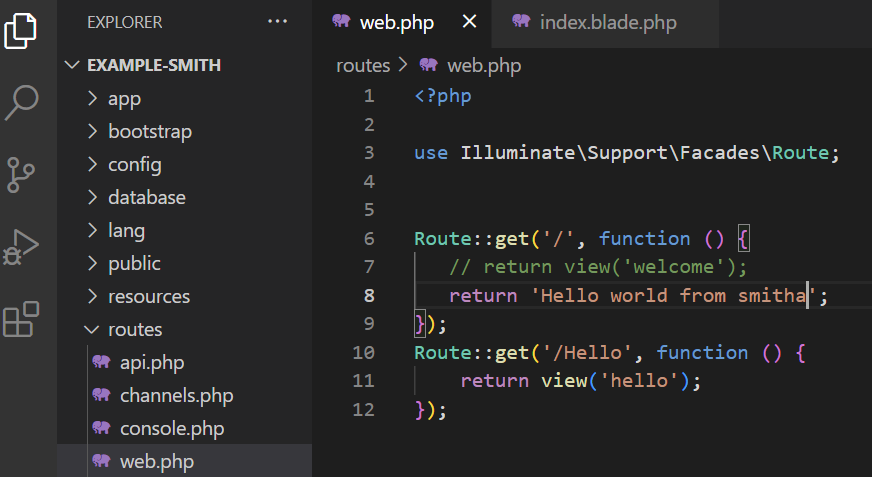 EXPLORER
EXAMPLE-SMITH
app
bootstrap
config
database
lang
public
resources
routes
api.php
channels.php
console.php
web.php
web.php
index.blade.php
routes > web.php
1 <?php
2
3 use Illuminate\Support\Facades\Route;
4
5
6 Route::get('/', function () {
7 // return view('welcome');
8 return 'Hello world from smitha';
9 });
10 Route::get('/Hello', function () {
11 return view('hello');
12 });